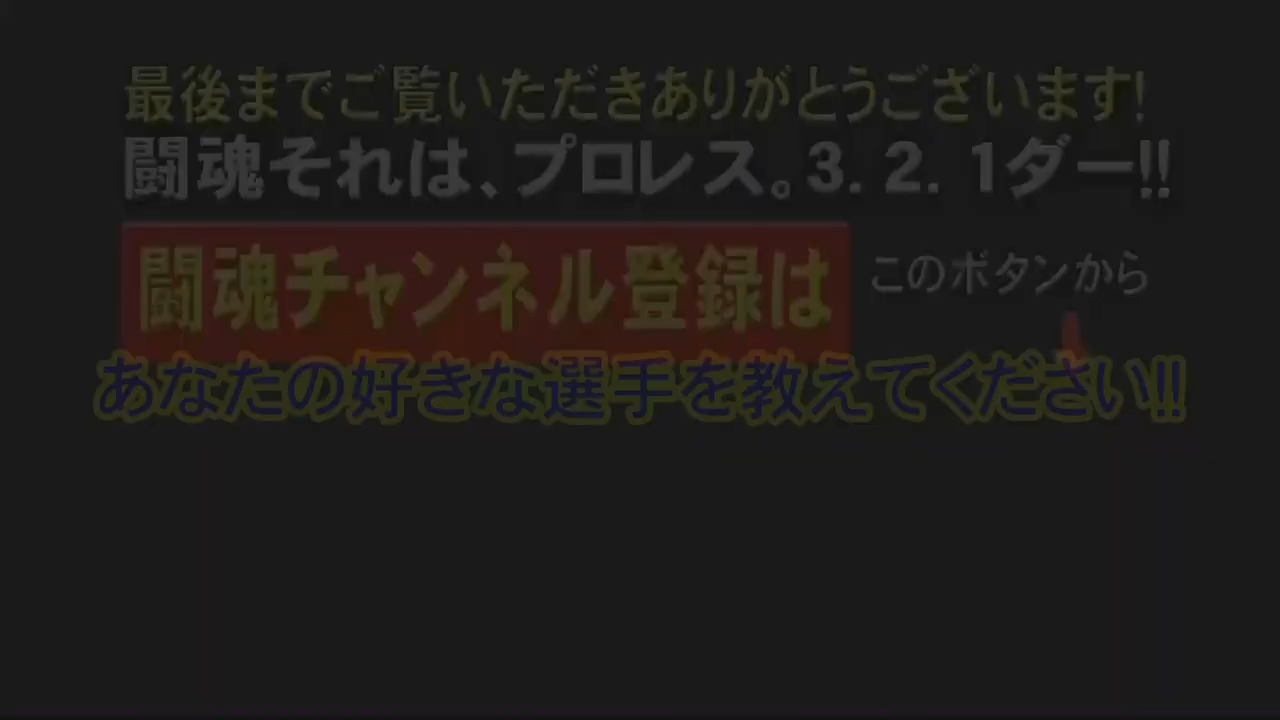 最後までご覧いただきありがとうございます!
闘魂それは、プロレス。3. 2. 1ダー!!
闘魂チャンネル登録は
このボタンから
あなたの好きな選手を教えてください!!